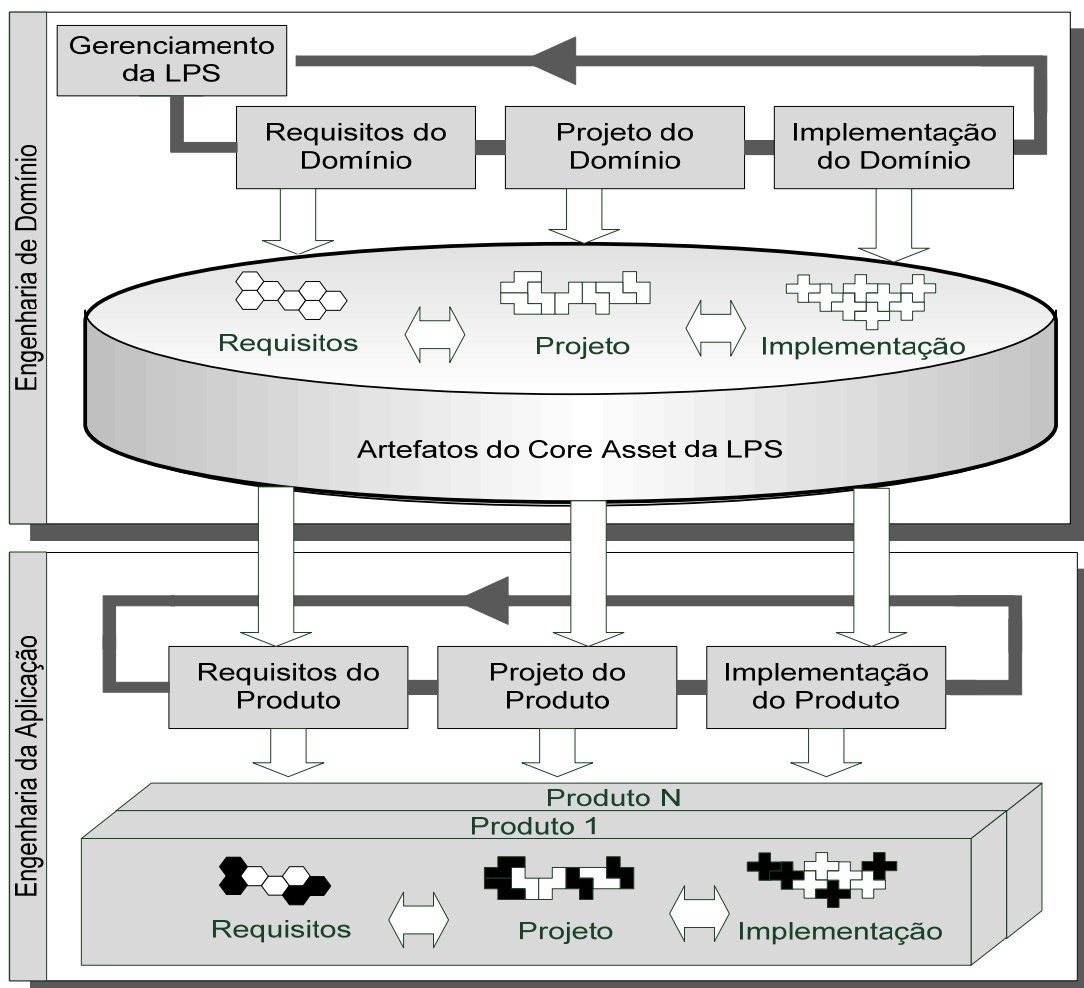 Engenharia de Domínio
Gerenciamento
da LPS
Requisitos do
Domínio
Projeto do
Domínio
Implementação
do Domínio
Requisitos
Projeto
Implementação
Artefatos do Core Asset da LPS
Engenharia da Aplicação
Requisitos do
Produto
Projeto do
Produto
Implementação
do Produto
Produto N
Produto 1
Requisitos
Projeto
Implementação